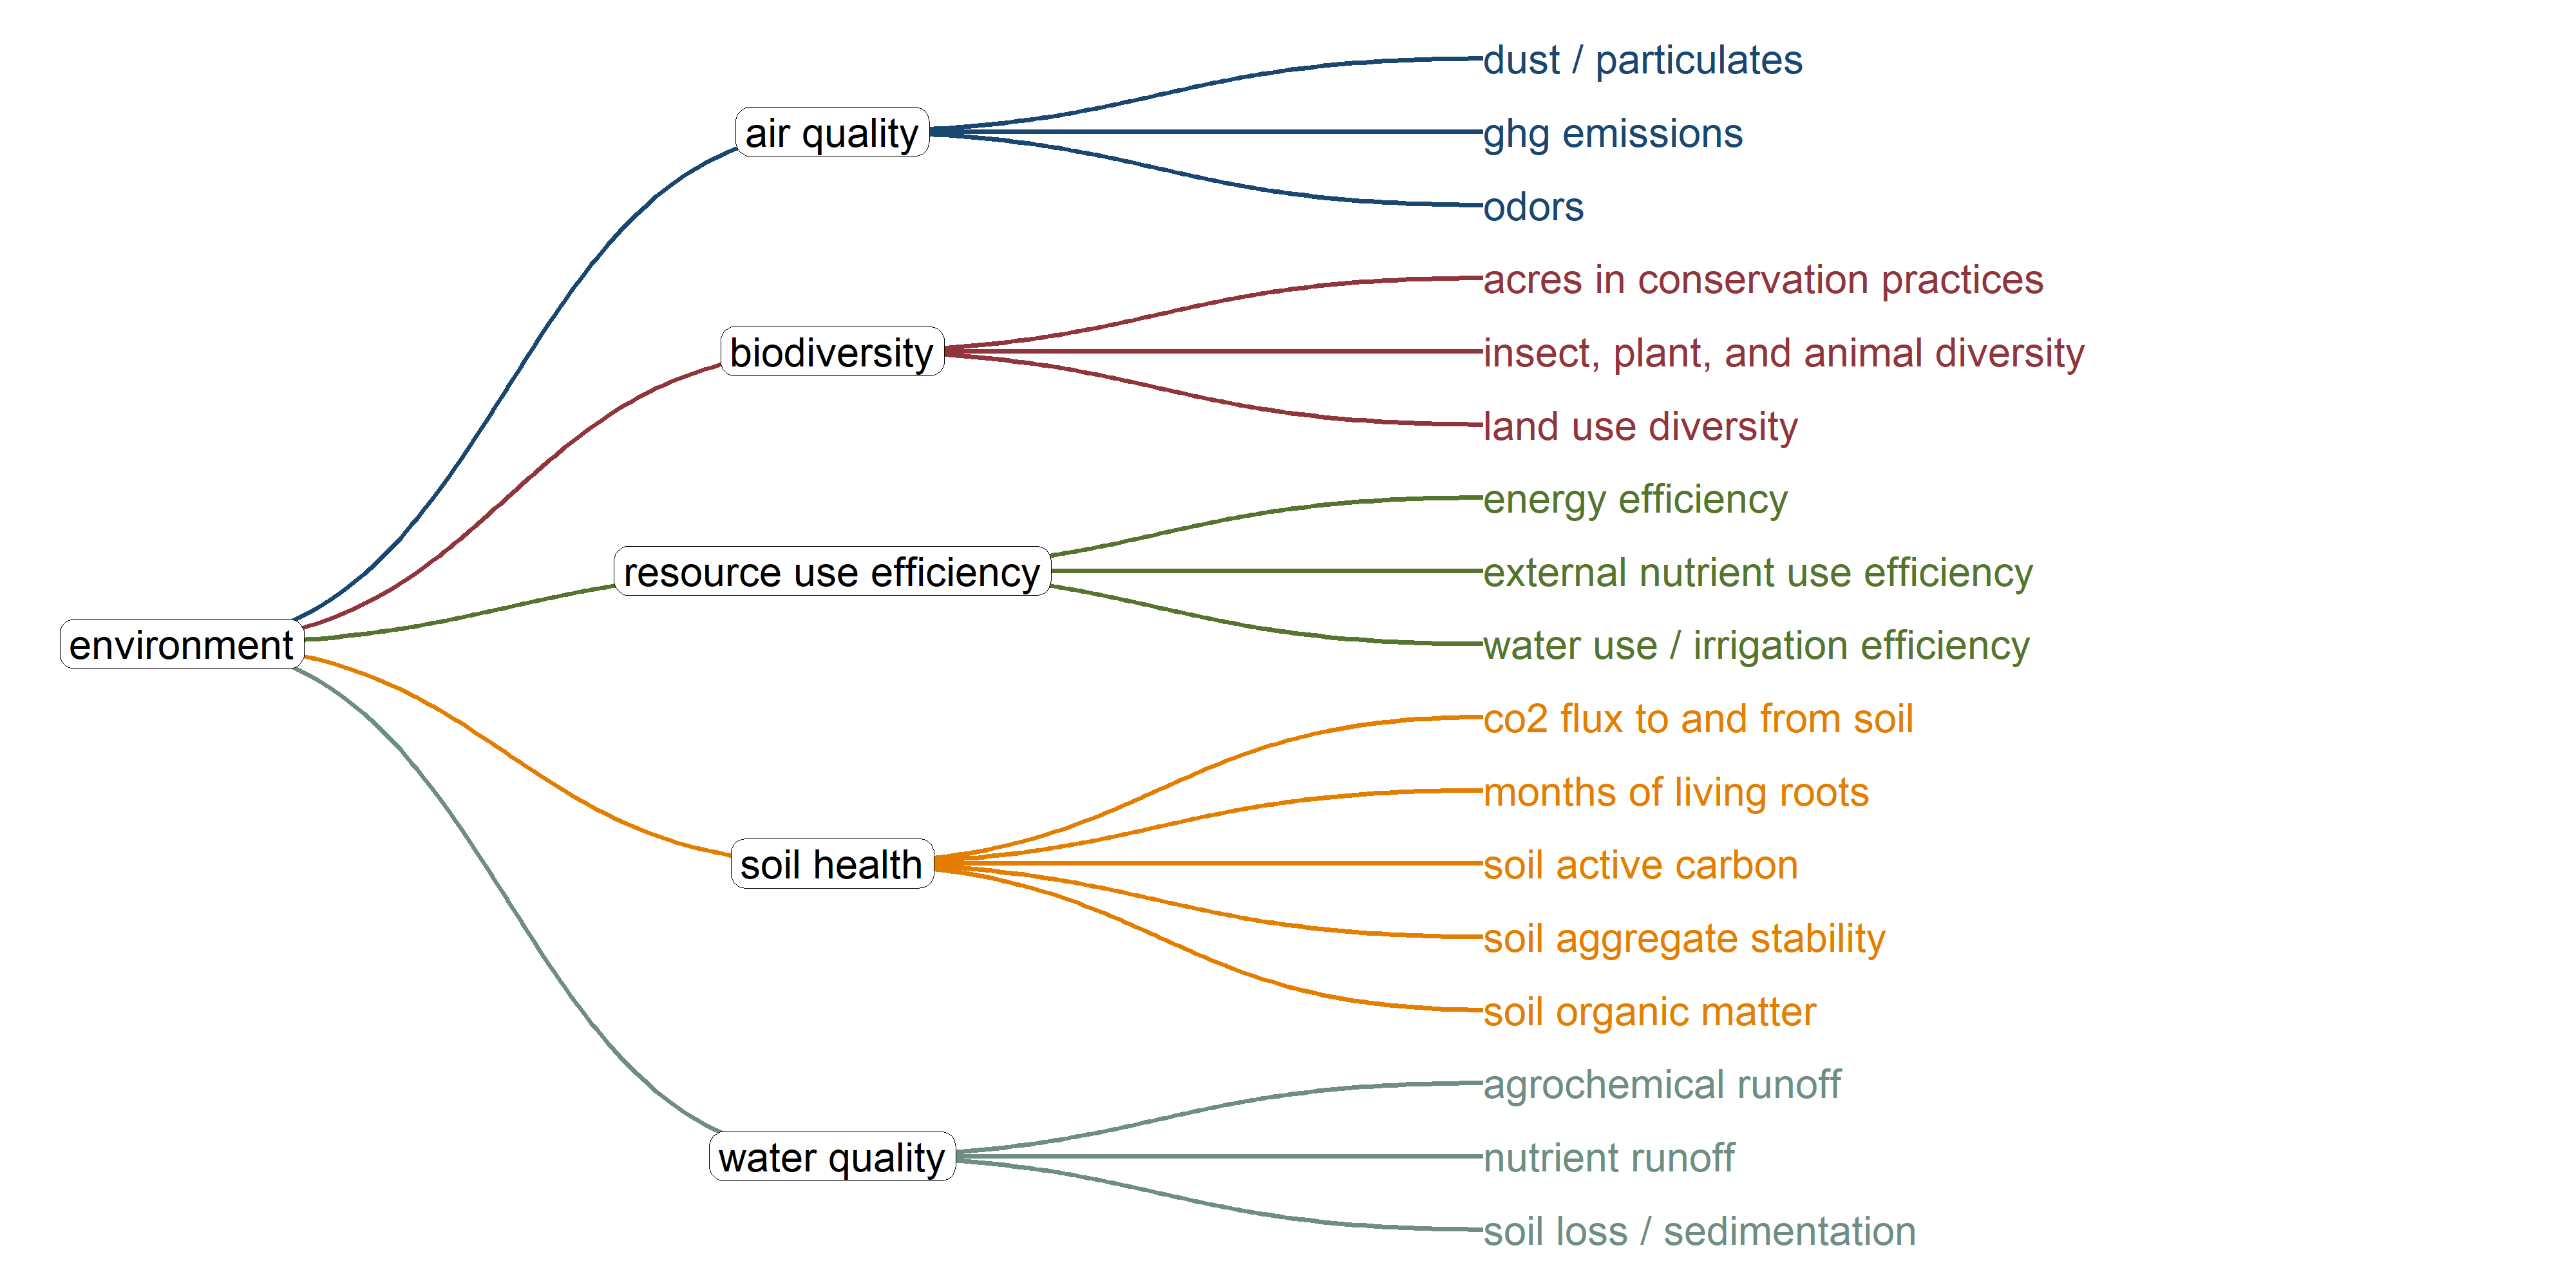 environment
air quality
dust / particulates
ghg emissions
odors
biodiversity
acres in conservation practices
insect, plant, and animal diversity
land use diversity
resource use efficiency
energy efficiency
external nutrient use efficiency
water use / irrigation efficiency
soil health
co2 flux to and from soil
months of living roots
soil active carbon
soil aggregate stability
soil organic matter
water quality
agrochemical runoff
nutrient runoff
soil loss / sedimentation